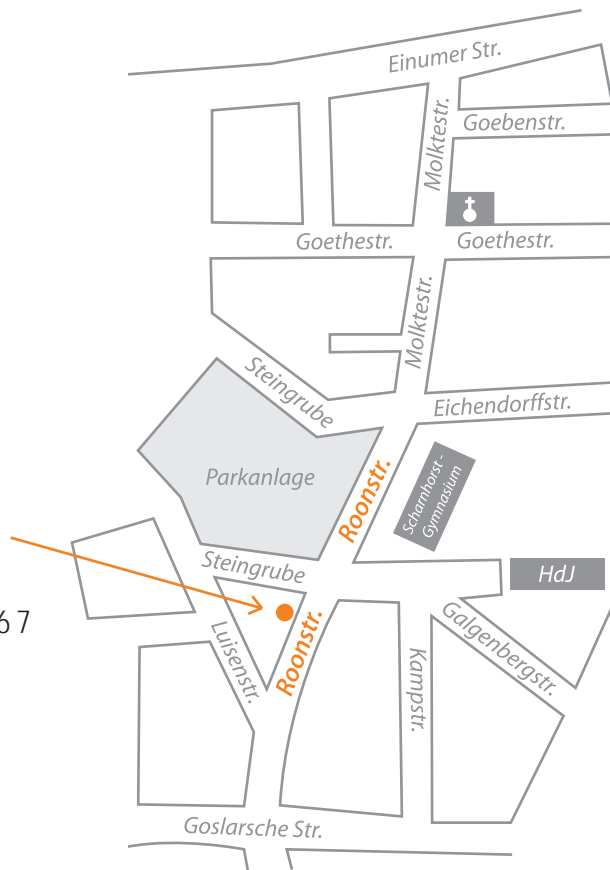 Einumer Str.
Goebenstr.
Molktestr.
Goethestr.
Goethestr.
Molktestr.
Steingrube
Eichendorffstr.
Parkanlage
Roonstr.
Scharnhorst-
Gymnasium
Steingrube
HdJ
67
Luisenstr.
Roonstr.
Kampstr.
Galgenbergstr.
Goslarsche Str.